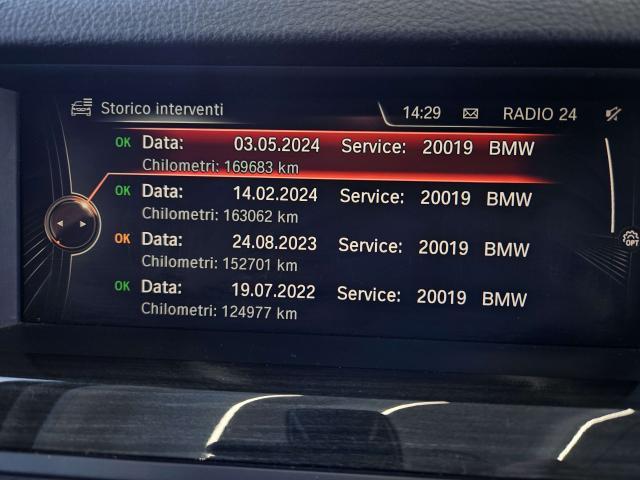 Storico interventi 14:29 RADIO 24
OK Data: 03.05.2024 Service: 20019 BMW
Chilometri: 169683 km
OK Data: 14.02.2024 Service: 20019 BMW
Chilometri: 163062 km
OK Data: 24.08.2023 Service: 20019 BMW
Chilometri: 152701 km
OK Data: 19.07.2022 Service: 20019 BMW
Chilometri: 124977 km
OPT